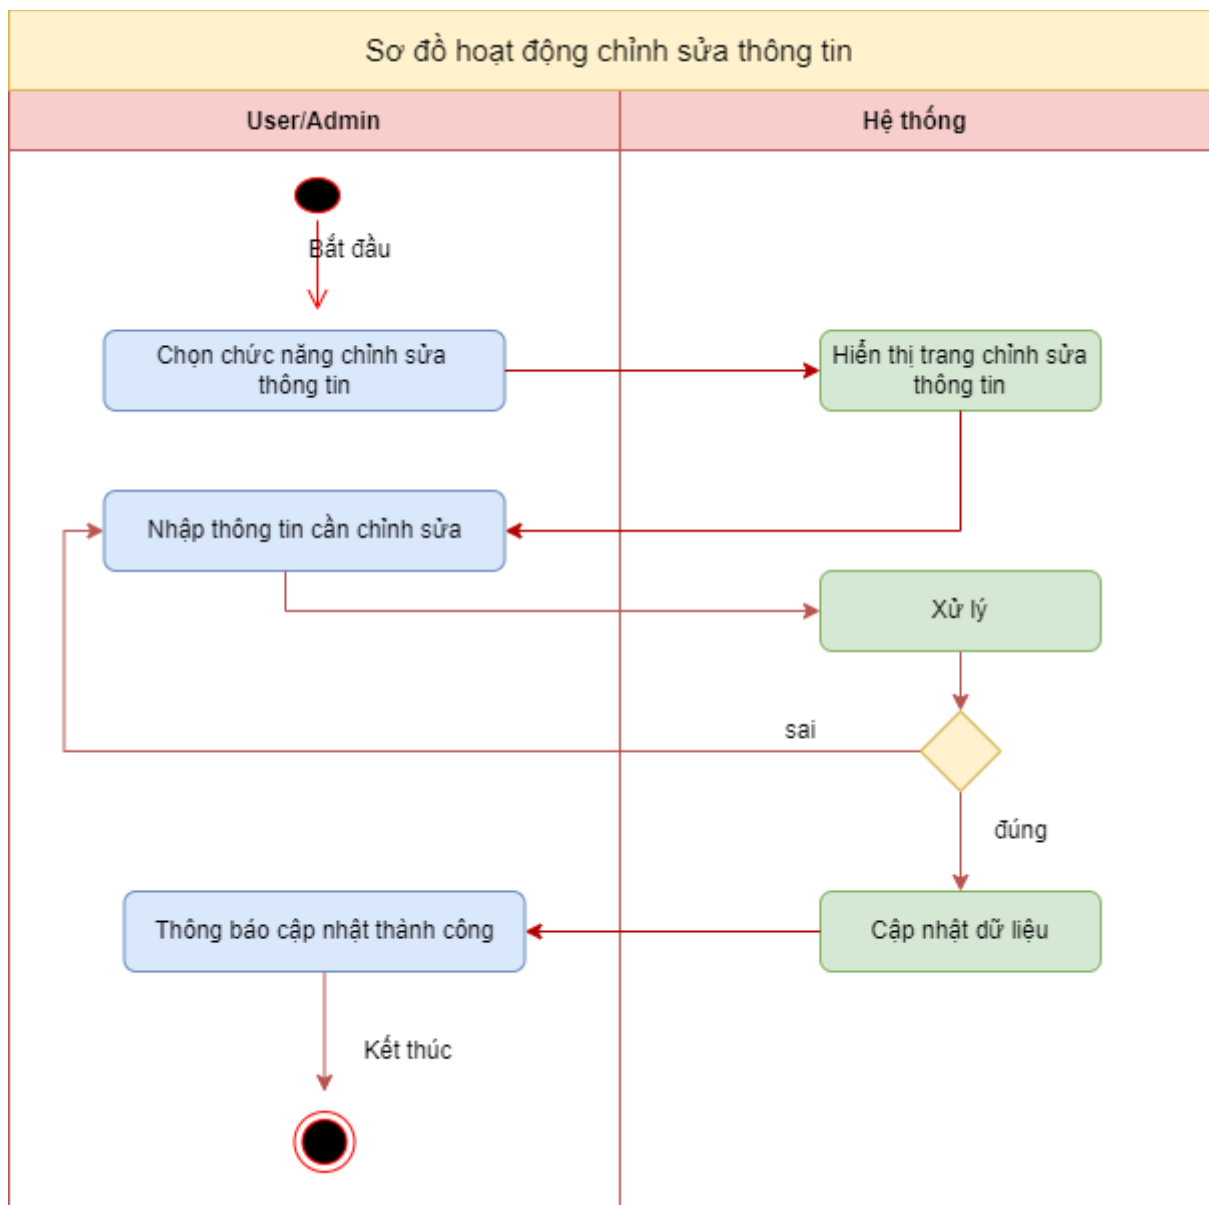 Sơ đồ hoạt động chỉnh sửa thông tin
User/Admin
Hệ thống
Bắt đầu
Chọn chức năng chỉnh sửa
thông tin
Hiển thị trang chỉnh sửa
thông tin
Nhập thông tin cần chỉnh sửa
Xử lý
sai
đúng
Thông báo cập nhật thành công
Cập nhật dữ liệu
Kết thúc